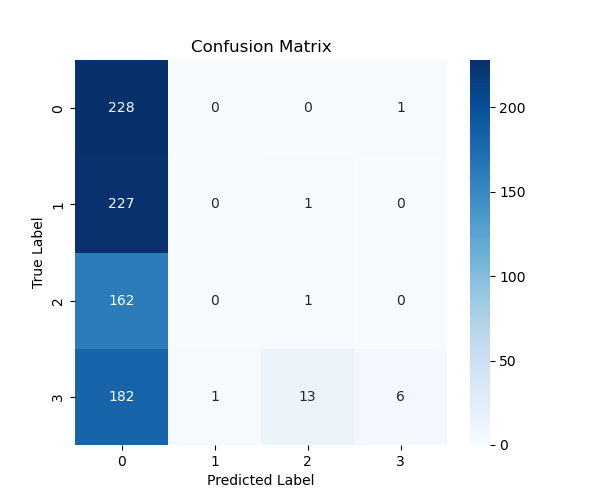 Confusion Matrix
0 228 0 0 1
1 227 0 1 0
2 162 0 1 0
3 182 1 13 6
0 1 2 3
True Label
Predicted Label
200
150
100
50
0